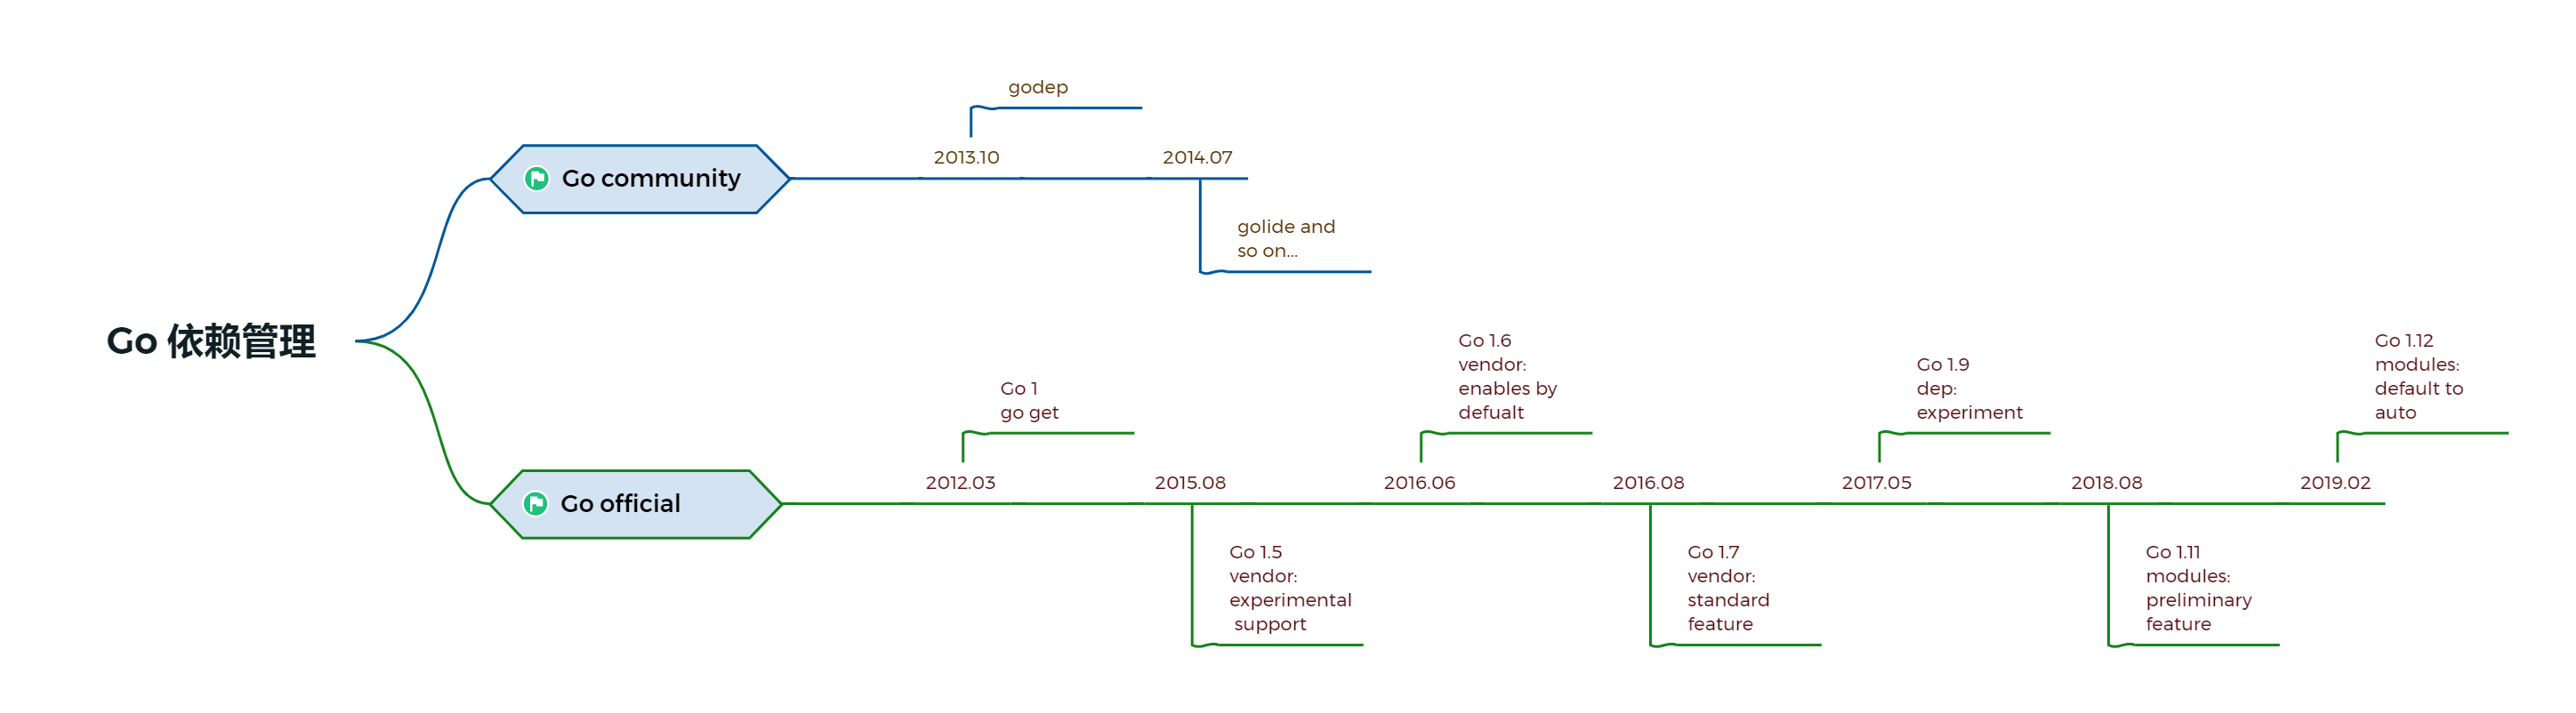 Go 依赖管理
Go community
2013.10
godep
2014.07
golide and
so on...
Go official
2012.03
Go 1
go get
2015.08
Go 1.5
vendor:
experimental
support
2016.06
Go 1.6
vendor:
enables by
defualt
2016.08
Go 1.7
vendor:
standard
feature
2017.05
Go 1.9
dep:
experiment
2018.08
Go 1.11
modules:
preliminary
feature
2019.02
Go 1.12
modules:
default to
auto